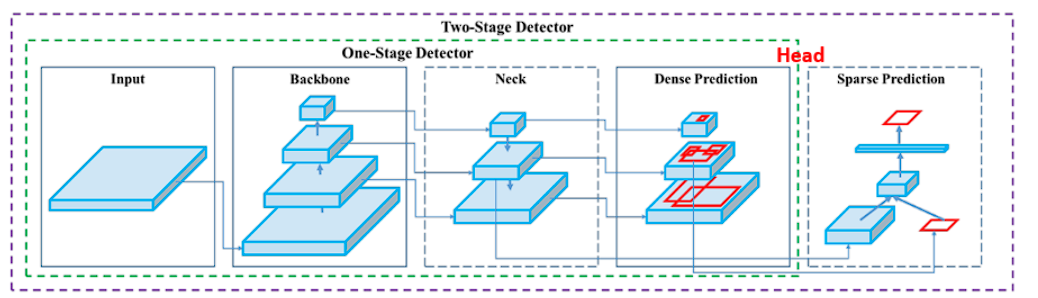 Two-Stage Detector
One-Stage Detector
Head
Input
Backbone
Neck
Dense Prediction
Sparse Prediction